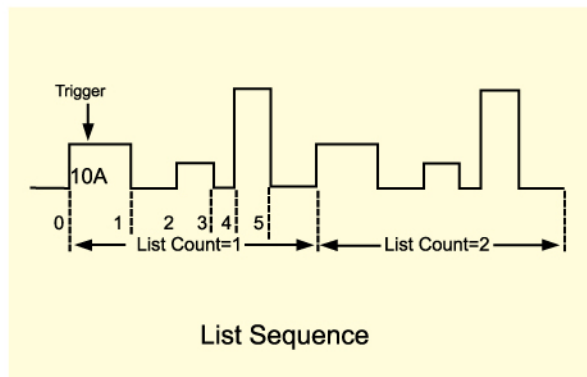 Trigger
10A
0 1 2 3 4 5
List Count=1
List Count=2
List Sequence